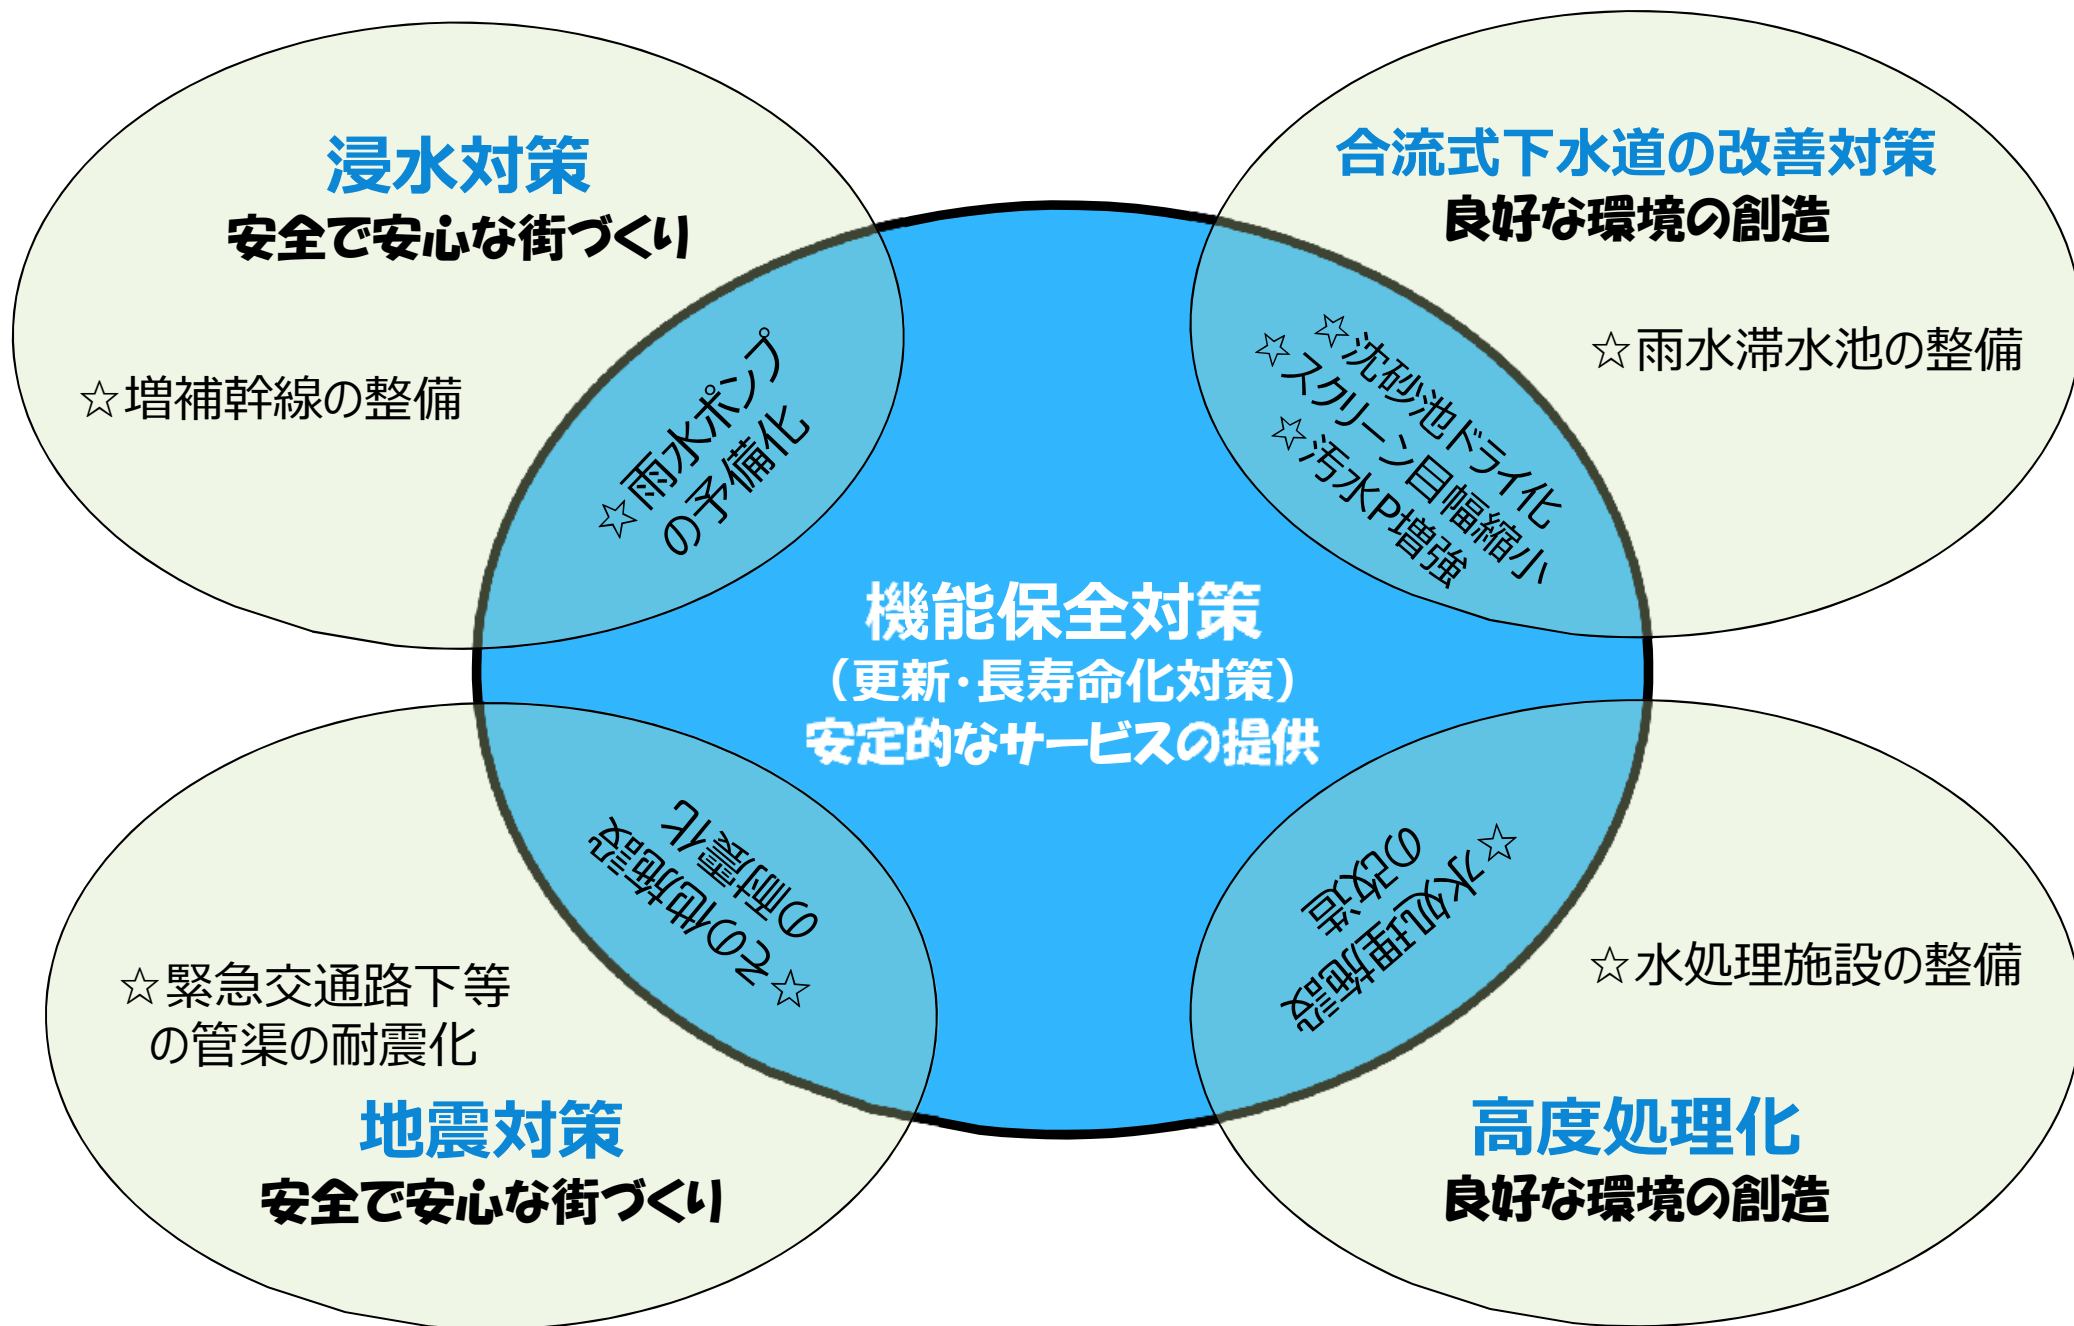 浸水対策
安全で安心な街づくり
☆増補幹線の整備
☆雨水ポンプ
の予備化
合流式下水道の改善対策
良好な環境の創造
☆雨水滞水池の整備
☆沈砂池ドライ化
☆スクリーン目幅縮小
☆汚水P増強
機能保全対策
(更新・長寿命化対策)
安定的なサービスの提供
☆その他施設
の耐震化
☆緊急交通路下等
の管渠の耐震化
地震対策
安全で安心な街づくり
☆水処理施設
の改造
☆水処理施設の整備
高度処理化
良好な環境の創造